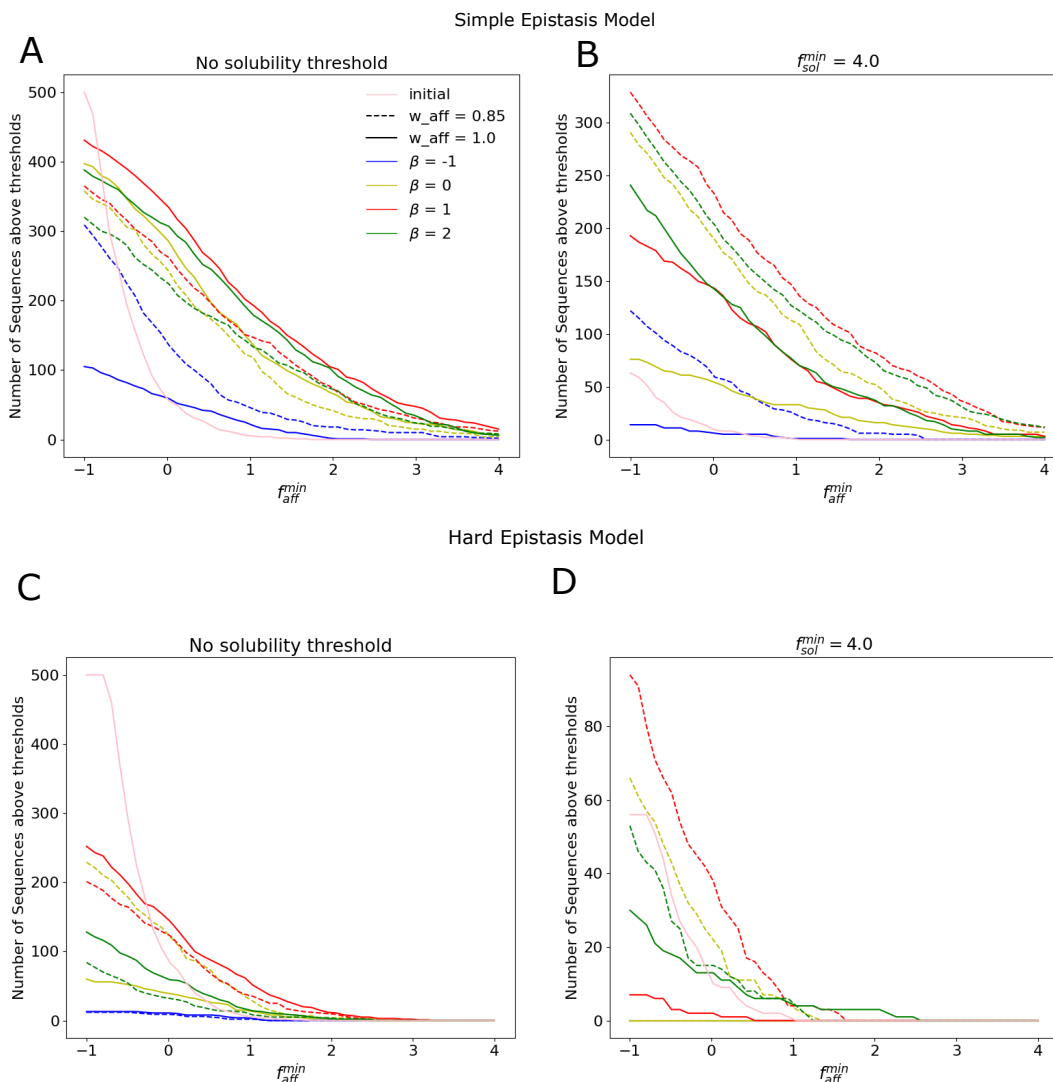 Simple Epistasis Model
A
No solubility threshold
Number of Sequences above thresholds
500
400
300
200
100
0
−1
0
1
2
3
4
f_aff^min
initial
w_aff = 0.85
w_aff = 1.0
β = -1
β = 0
β = 1
β = 2
B
f_sol^min = 4.0
Number of Sequences above thresholds
300
250
200
150
100
50
0
−1
0
1
2
3
4
f_aff^min
Hard Epistasis Model
C
No solubility threshold
Number of Sequences above thresholds
500
400
300
200
100
0
−1
0
1
2
3
4
f_aff^min
D
f_sol^min = 4.0
Number of Sequences above thresholds
80
60
40
20
0
−1
0
1
2
3
4
f_aff^min